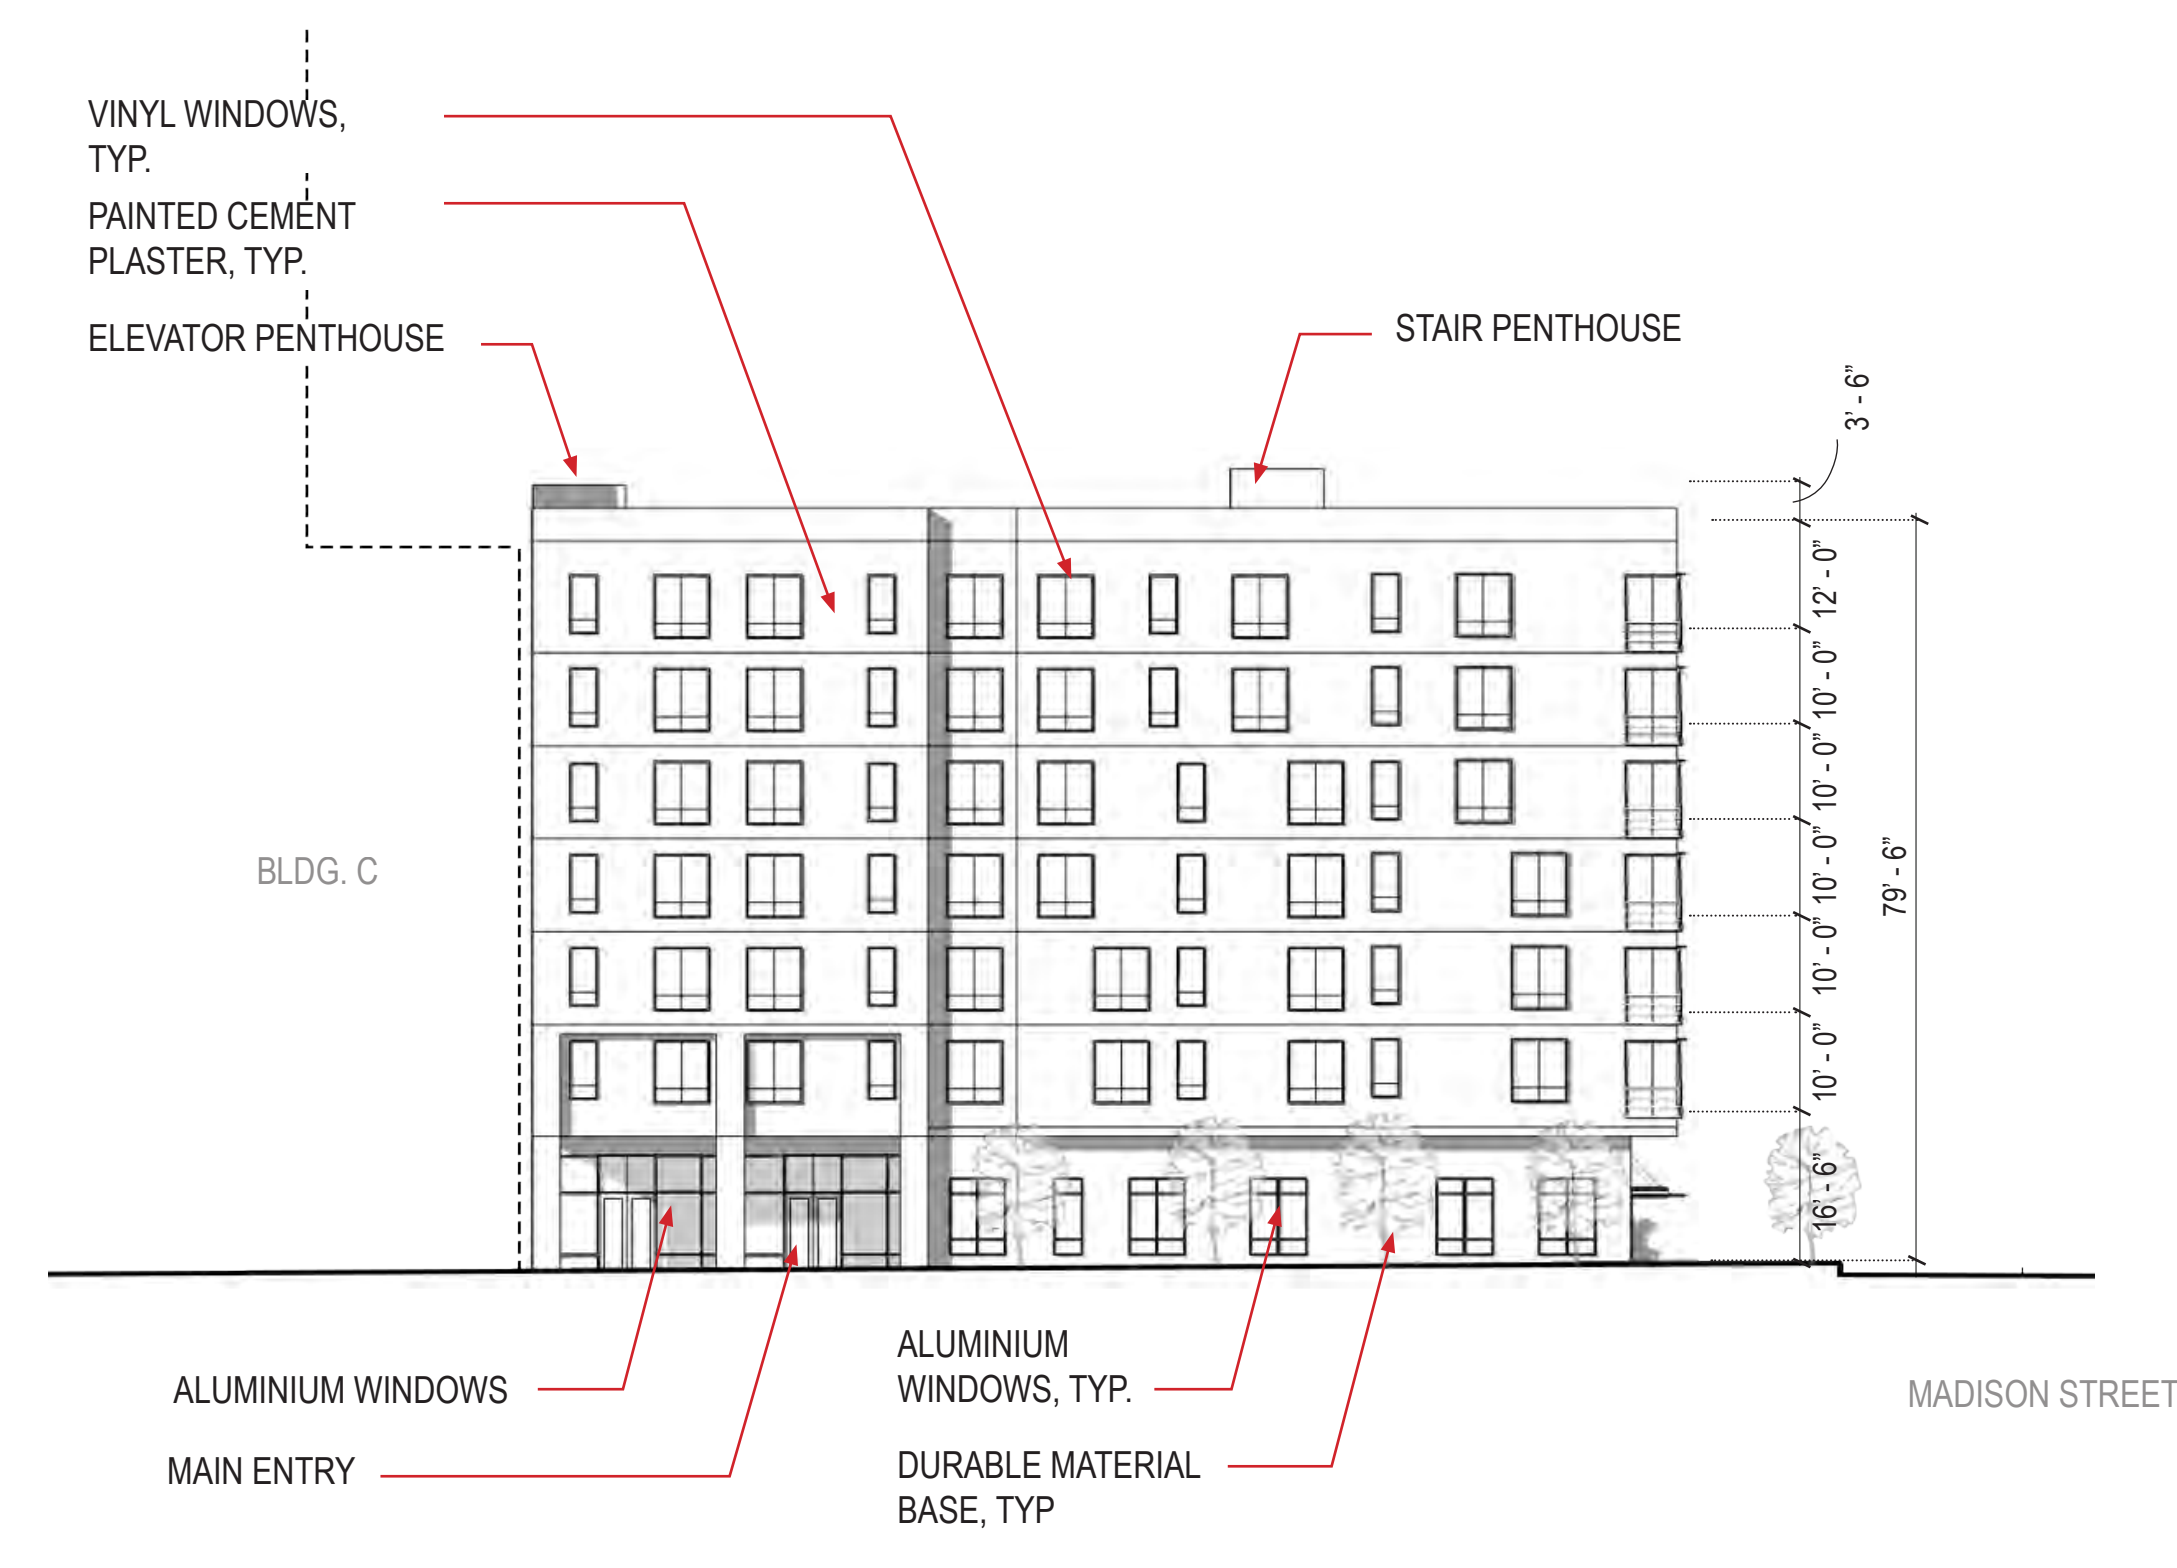 VINYL WINDOWS,
TYP.
PAINTED CEMENT
PLASTER, TYP.
ELEVATOR PENTHOUSE
STAIR PENTHOUSE
3’ - 6”
12’ - 0”
10’ - 0”
10’ - 0”
10’ - 0”
10’ - 0”
10’ - 0”
16’ - 6”
79’ - 6”
BLDG. C
ALUMINIUM WINDOWS
MAIN ENTRY
ALUMINIUM
WINDOWS, TYP.
DURABLE MATERIAL
BASE, TYP
MADISON STREET